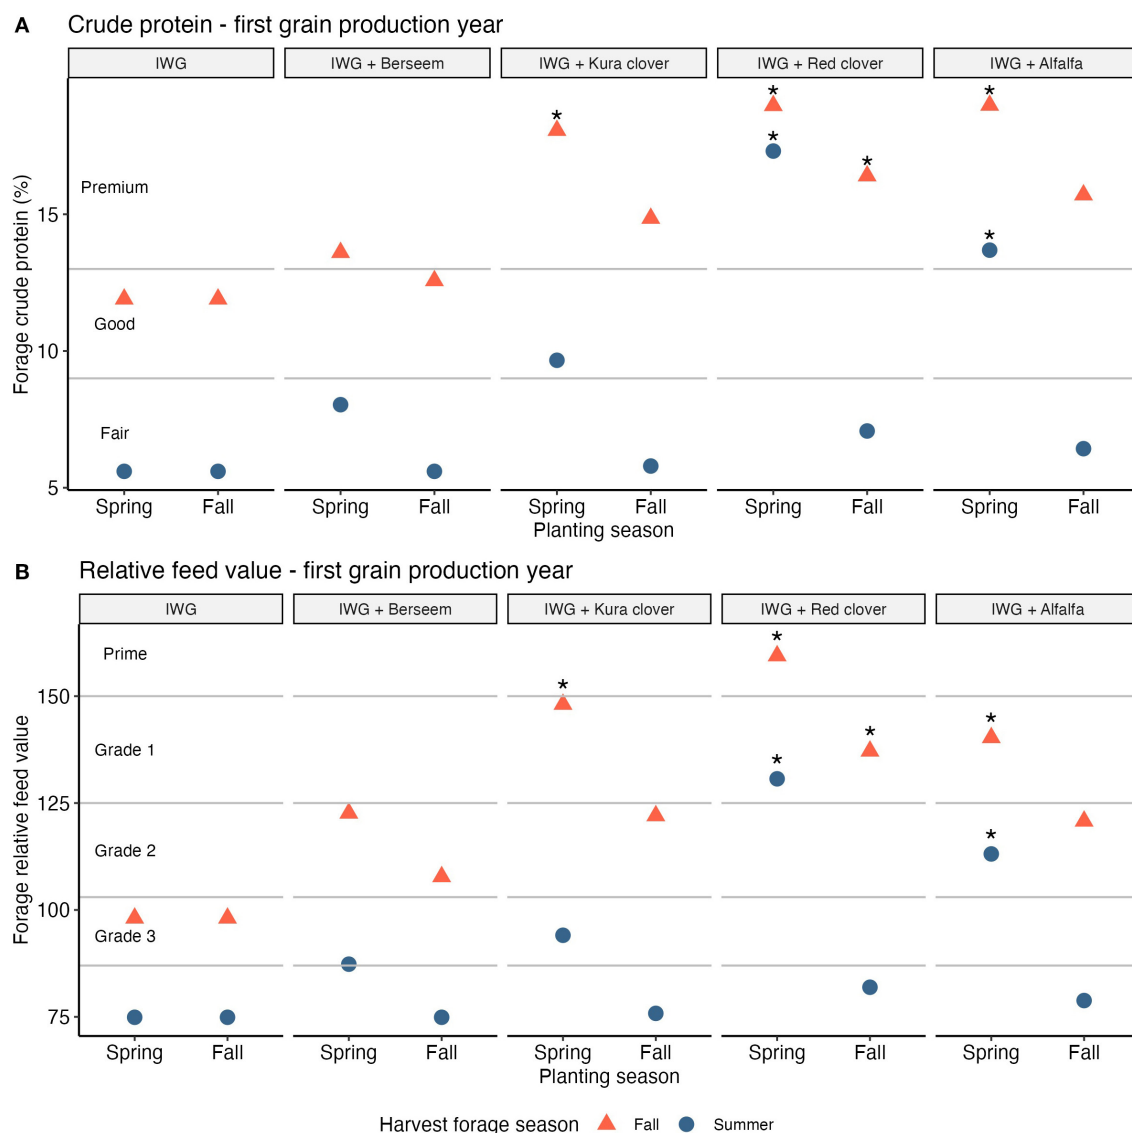 A Crude protein - first grain production year
IWG IWG + Berseem IWG + Kura clover IWG + Red clover IWG + Alfalfa
* * * * * * 
Forage crude protein (%)
Premium
15
Good
10
Fair
5
Spring Fall Spring Fall Spring Fall Spring Fall Spring Fall
Planting season
B Relative feed value - first grain production year
IWG IWG + Berseem IWG + Kura clover IWG + Red clover IWG + Alfalfa
* * * * * *
Forage relative feed value
Prime
150
Grade 1
125
Grade 2
100
Grade 3
75
Spring Fall Spring Fall Spring Fall Spring Fall Spring Fall
Planting season
Harvest forage season Fall Summer